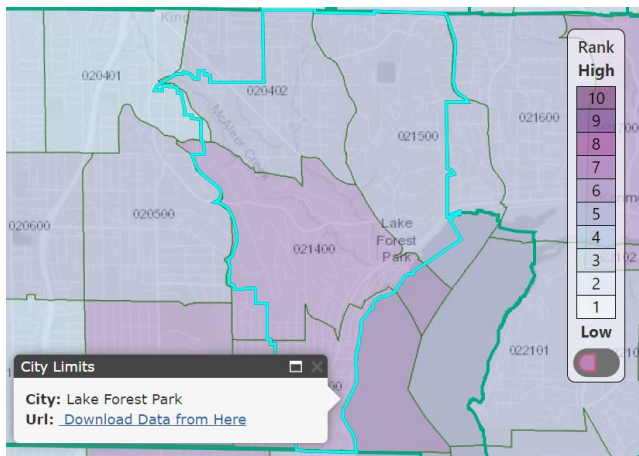 King
020401
020402
McAleer Creek
021500
021600
020600
020500
021400
Lake
Forest
Park
022101
Rank
High
10
9
8
7
6
5
4
3
2
1
Low
City Limits
City: Lake Forest Park
Url: Download Data from Here